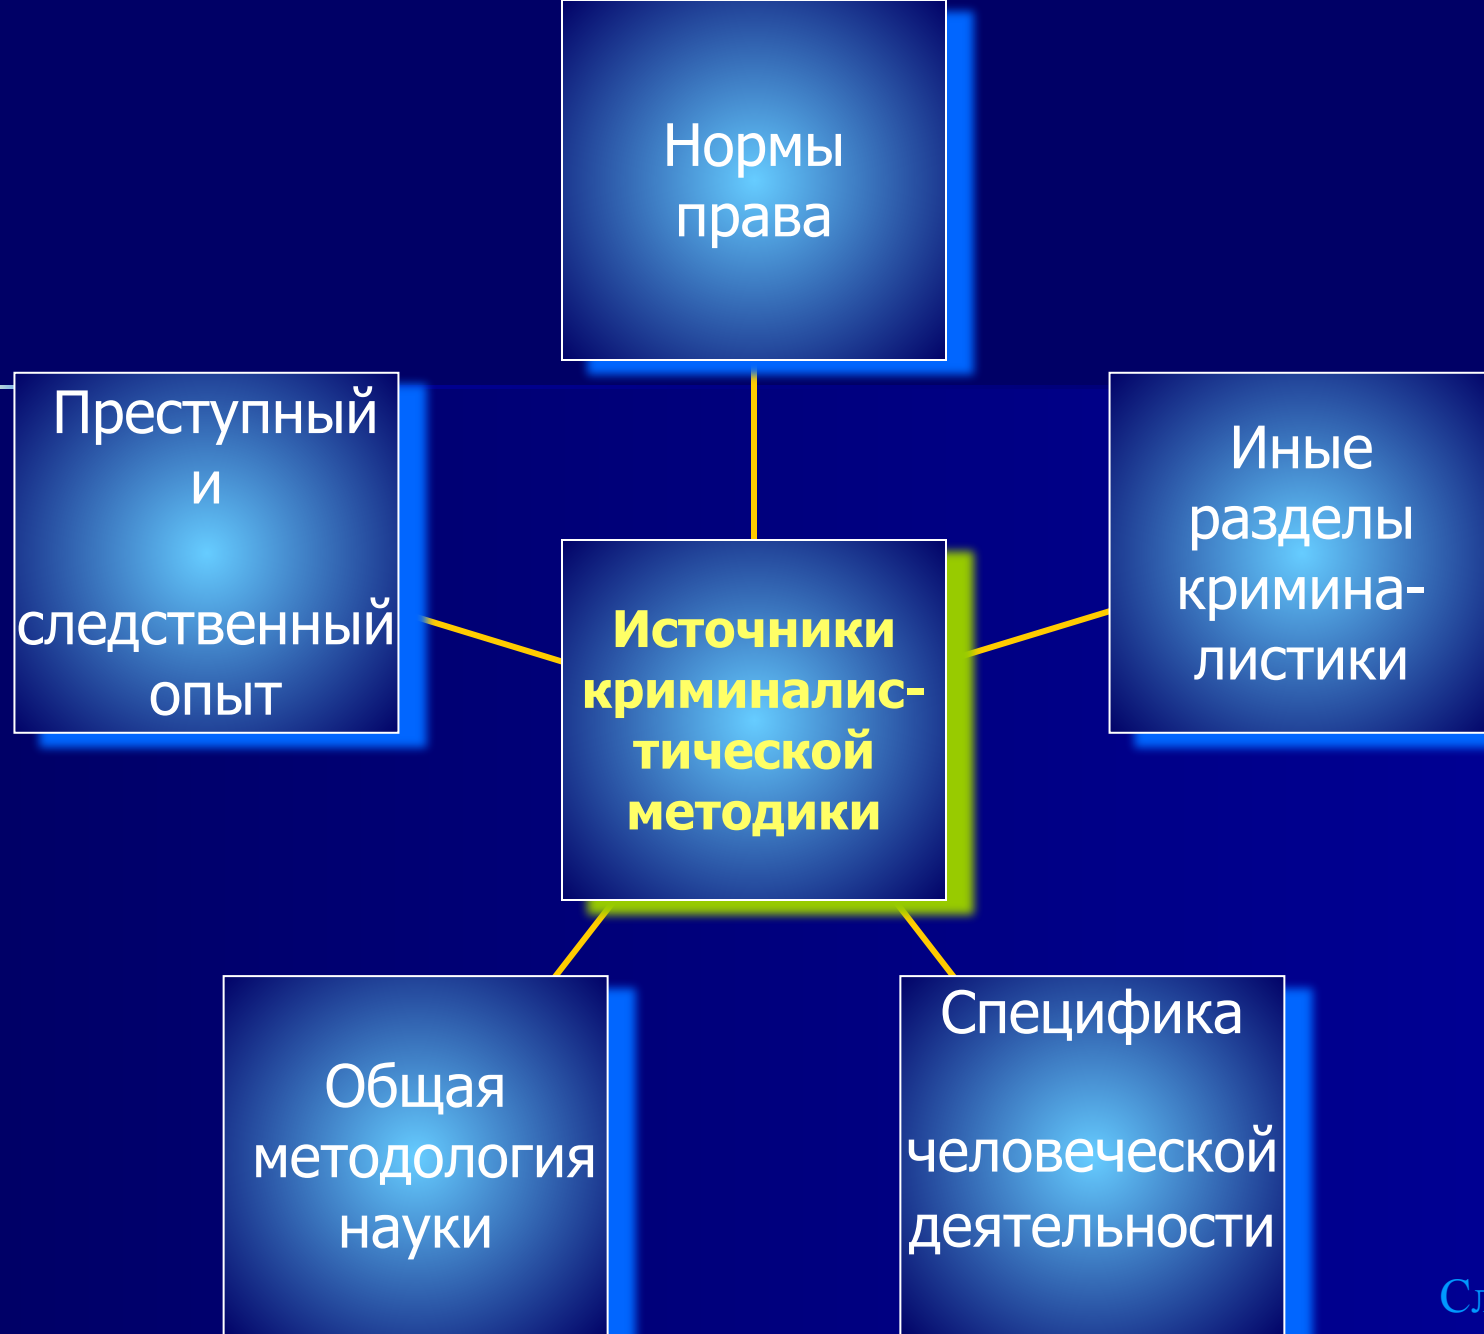 Нормы
права
Преступный
и
следственный
опыт
Иные
разделы
кримина-
листики
Источники
криминалис-
тической
методики
Общая
методология
науки
Специфика
человеческой
деятельности